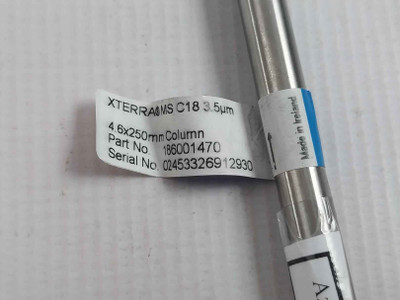 XTERRA® MS C18 3.5µm
4.6x250mm Column
Part No 186001470
Serial No 02453326912930
Made in Ireland